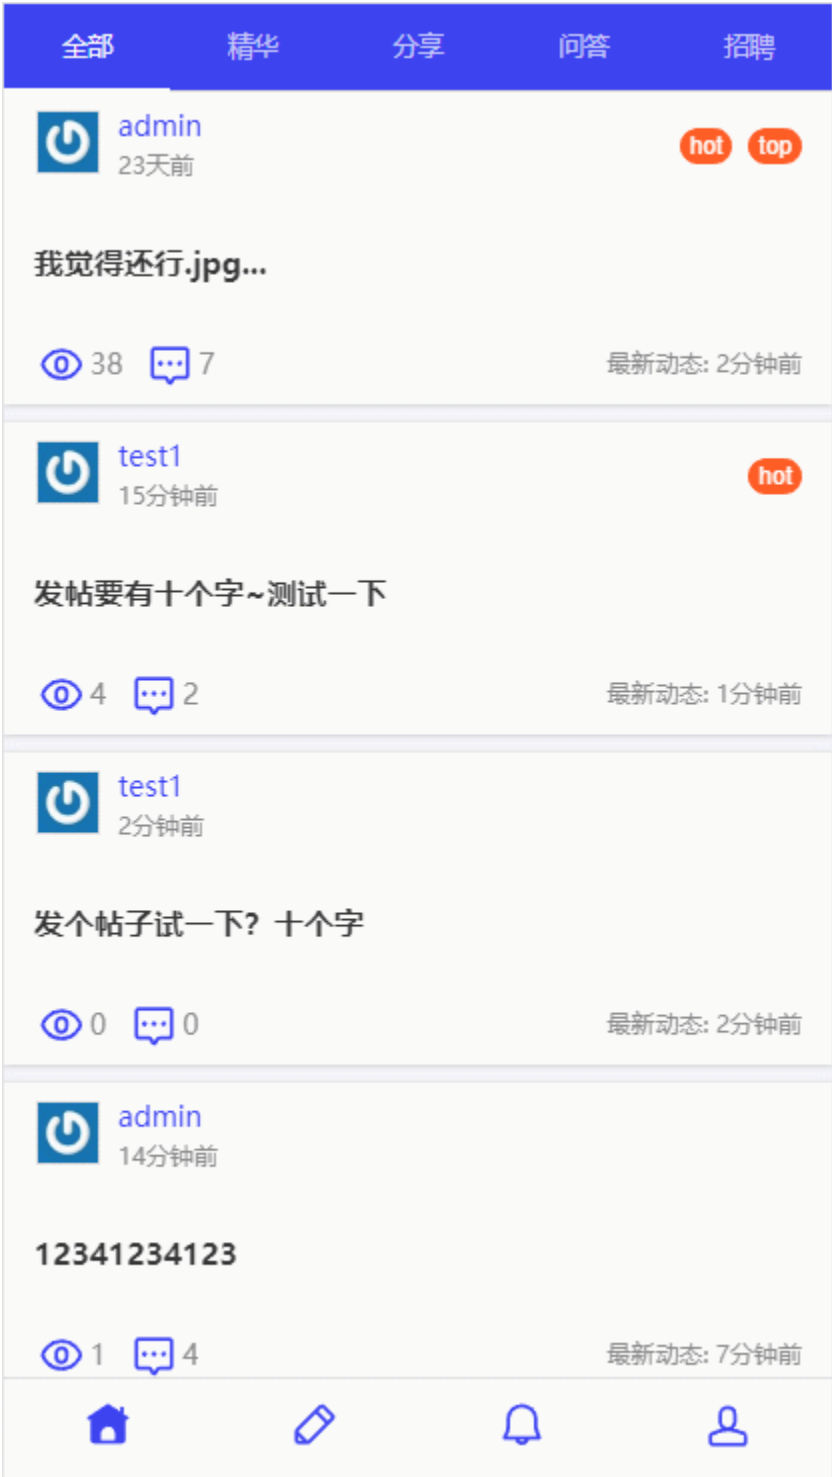 全部 精华 分享 问答 招聘
admin
23天前
hot top
我觉得还行.jpg...
38 7 最新动态: 2分钟前
test1
15分钟前
hot
发帖要有十个字~测试一下
4 2 最新动态: 1分钟前
test1
2分钟前
发个帖子试一下？十个字
0 0 最新动态: 2分钟前
admin
14分钟前
12341234123
1 4 最新动态: 7分钟前